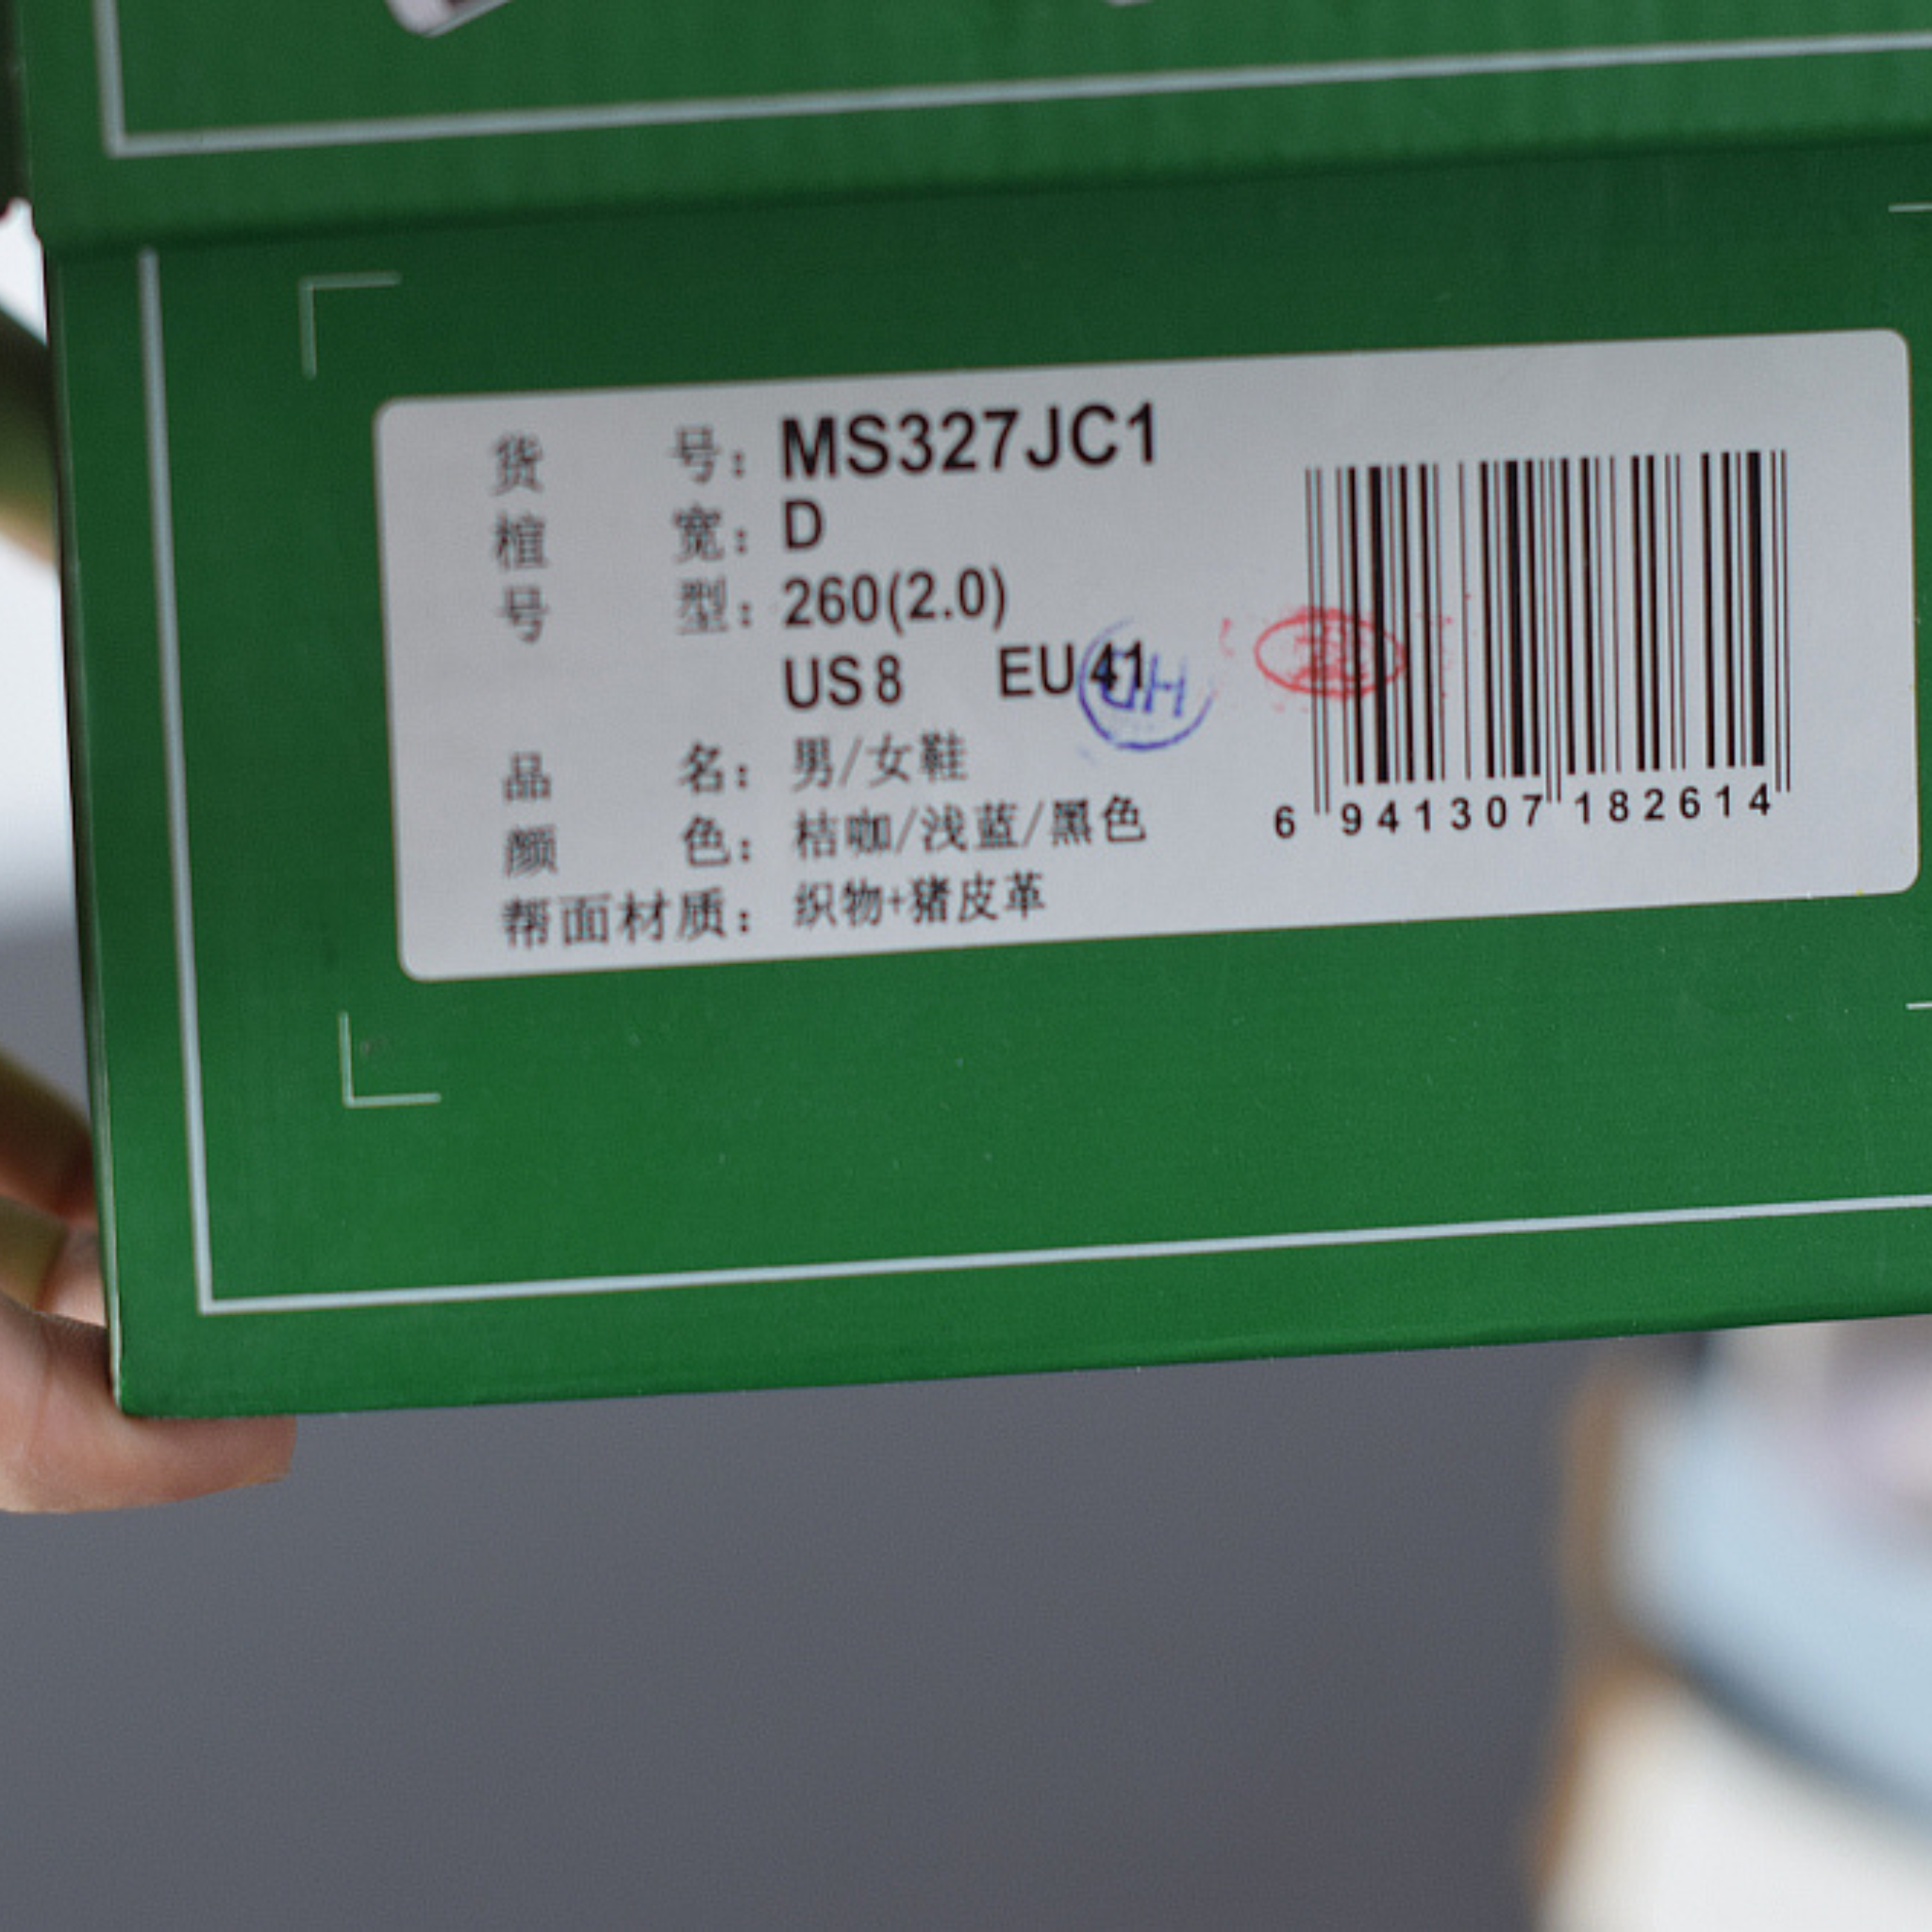 货 号: MS327JC1
楦 宽: D
号 型: 260(2.0)
US 8 EU 41
HD
品 名: 男/女鞋
颜 色: 桔咖/浅蓝/黑色
帮面材质: 织物+猪皮革
6 941307 182614